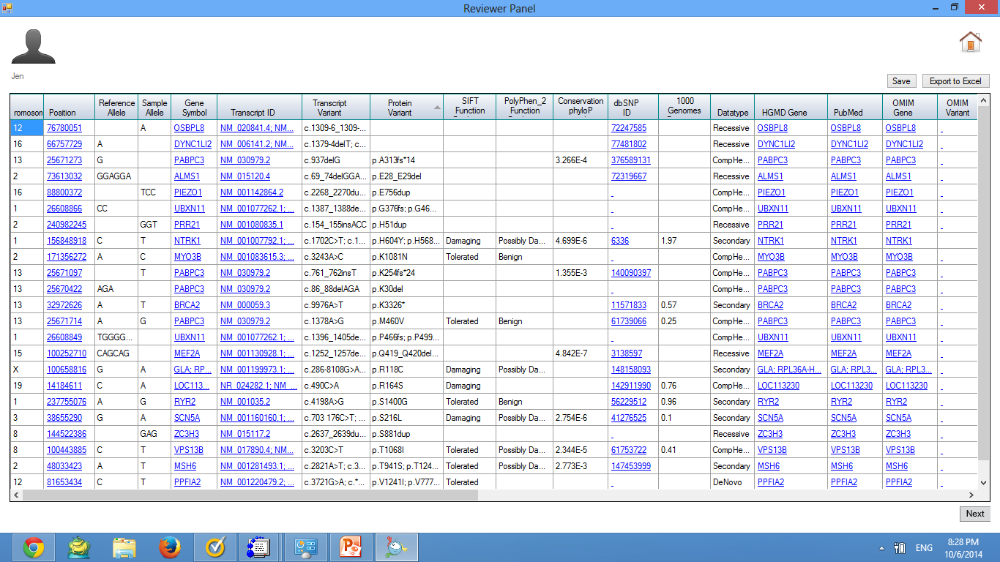 Reviewer Panel
Jen
Save Export to Excel
romoson Position Reference Allele Sample Allele Gene Symbol Transcript ID Transcript Variant Protein Variant SIFT Function PolyPhen_2 Function Conservation phyloP dbSNP ID 1000 Genomes Datatype HGMD Gene PubMed OMIM Gene OMIM Variant
12 76780051 A OSBPL8 NM_020841.4; NM... c.1309-6_1309-... 72247585 Recessive OSBPL8 OSBPL8 OSBPL8 -
16 66757729 A DYNC1LI2 NM_006141.2; NM... c.1379-4delT; c... 77481802 Recessive DYNC1LI2 DYNC1LI2 DYNC1LI2 -
13 25671273 G PABPC3 NM_030979.2 c.937delG p.A313fs*14 3.266E-4 376589131 CompHe... PABPC3 PABPC3 PABPC3 -
2 73613032 GGAGGA ALMS1 NM_015120.4 c.69_74delGGA... p.E28_E29del 72319667 Recessive ALMS1 ALMS1 ALMS1 -
16 88800372 TCC PIEZO1 NM_001142864.2 c.2268_2270du... p.E756dup - CompHe... PIEZO1 PIEZO1 PIEZO1 -
1 26608866 CC UBXN11 NM_001077262.1; ... c.1387_1388de... p.G376fs; p.G46... - CompHe... UBXN11 UBXN11 UBXN11 -
2 240982245 GGT PRR21 NM_001080835.1 c.154_155insACC p.H51dup - Recessive PRR21 PRR21 PRR21 -
1 156848918 C T NTRK1 NM_001007792.1; ... c.1702C>T; c.1... p.H604Y; p.H568... Damaging Possibly Da... 4.699E-6 6336 1.97 Secondary NTRK1 NTRK1 NTRK1 -
2 171356272 A C MYO3B NM_001083615.3; ... c.3243A>C p.K1081N Tolerated Benign - CompHe... MYO3B MYO3B MYO3B -
13 25671097 T PABPC3 NM_030979.2 c.761_762insT p.K254fs*24 1.355E-3 140090397 CompHe... PABPC3 PABPC3 PABPC3 -
13 25670422 AGA PABPC3 NM_030979.2 c.86_88delAGA p.K30del - CompHe... PABPC3 PABPC3 PABPC3 -
13 32972626 A T BRCA2 NM_000059.3 c.9976A>T p.K3326* 11571833 0.57 Secondary BRCA2 BRCA2 BRCA2 -
13 25671714 A G PABPC3 NM_030979.2 c.1378A>G p.M460V Tolerated Benign 61739066 0.25 CompHe... PABPC3 PABPC3 PABPC3 -
1 26608849 TGGGG... UBXN11 NM_001077262.1; ... c.1396_1405de... p.P466fs; p.P499... - CompHe... UBXN11 UBXN11 UBXN11 -
15 100252710 CAGCAG MEF2A NM_001130928.1; ... c.1252_1257de... p.Q419_Q420del... 4.842E-7 3138597 Recessive MEF2A MEF2A MEF2A -
X 100658816 G A GLA; RP... NM_001199973.1; ... c.286-8108G>A... p.R118C Damaging Possibly Da... 148158093 Secondary GLA; RPL36A-H... GLA; RPL3... GLA; RPL3... -
19 14184611 C A LOC113... NR_024282.1; NM_... c.490C>A p.R164S Damaging 142911990 0.76 CompHe... LOC113230 LOC113230 LOC113230 -
1 237755076 A G RYR2 NM_001035.2 c.4198A>G p.S1400G Tolerated Benign 56229512 0.96 Secondary RYR2 RYR2 RYR2 -
3 38655290 G A SCN5A NM_001160160.1; ... c.703 176C>T; ... p.S216L Damaging Possibly Da... 2.754E-6 41276525 0.1 Secondary SCN5A SCN5A SCN5A -
8 144522386 GAG ZC3H3 NM_015117.2 c.2637_2639du... p.S881dup - Recessive ZC3H3 ZC3H3 ZC3H3 -
8 100443885 C T VPS13B NM_017890.4; NM... c.3203C>T p.T1068I Tolerated Possibly Da... 2.344E-5 61753722 0.41 CompHe... VPS13B VPS13B VPS13B -
2 48033423 A T MSH6 NM_001281493.1; ... c.2821A>T; c.3... p.T941S; p.T124... Tolerated Possibly Da... 2.773E-3 147453999 Secondary MSH6 MSH6 MSH6 -
12 81653434 C T PPFIA2 NM_001220479.2; ... c.3721G>A; c.*... p.V1241I; p.V777... Tolerated - DeNovo PPFIA2 PPFIA2 PPFIA2 -
Next
ENG 8:28 PM
10/6/2014